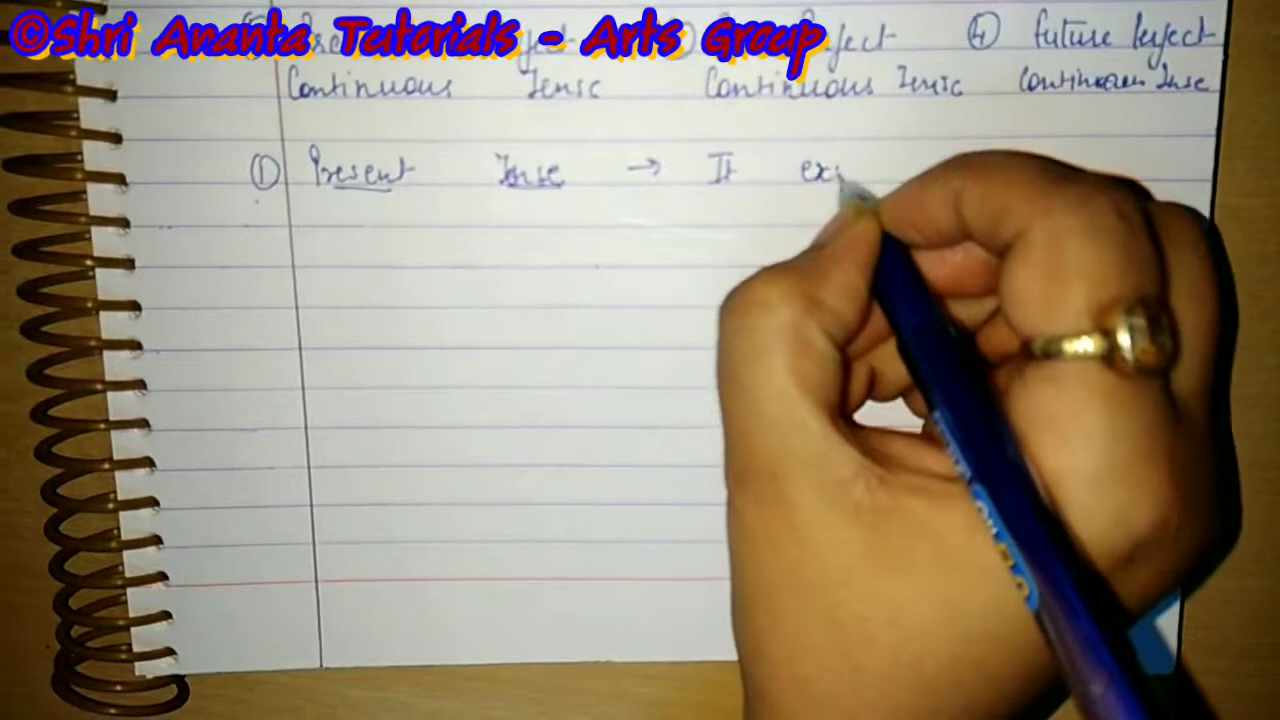 ©Shri Ananta Tutorials - Arts Group
④ Future Perfect
Continuous Tense Continuous Tense Continuous Tense
① Present Tense → It ex